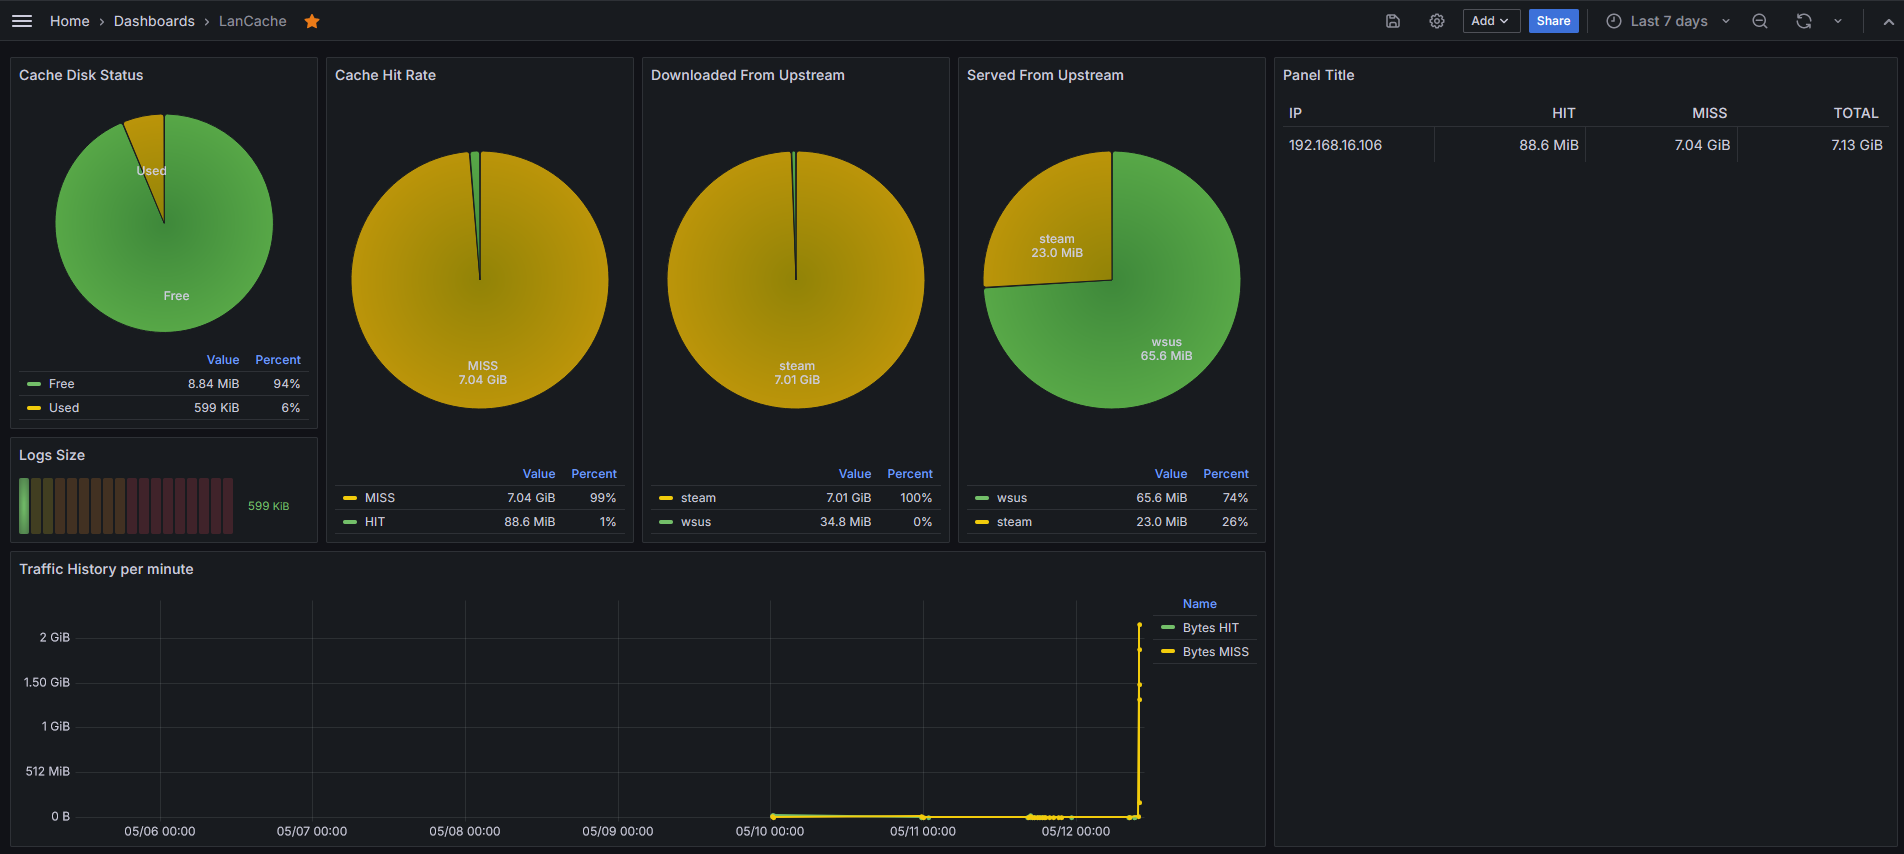 Home › Dashboards › LanCache
Add
Share
Last 7 days
Cache Disk Status
Used
Free
Value Percent
Free 8.84 MiB 94%
Used 599 KiB 6%
Logs Size
599 KiB
Cache Hit Rate
MISS
7.04 GiB
Value Percent
MISS 7.04 GiB 99%
HIT 88.6 MiB 1%
Downloaded From Upstream
steam
7.01 GiB
Value Percent
steam 7.01 GiB 100%
wsus 34.8 MiB 0%
Served From Upstream
steam
23.0 MiB
wsus
65.6 MiB
Value Percent
wsus 65.6 MiB 74%
steam 23.0 MiB 26%
Panel Title
IP HIT MISS TOTAL
192.168.16.106 88.6 MiB 7.04 GiB 7.13 GiB
Traffic History per minute
2 GiB
1.50 GiB
1 GiB
512 MiB
0 B
05/06 00:00 05/07 00:00 05/08 00:00 05/09 00:00 05/10 00:00 05/11 00:00 05/12 00:00
Name
Bytes HIT
Bytes MISS